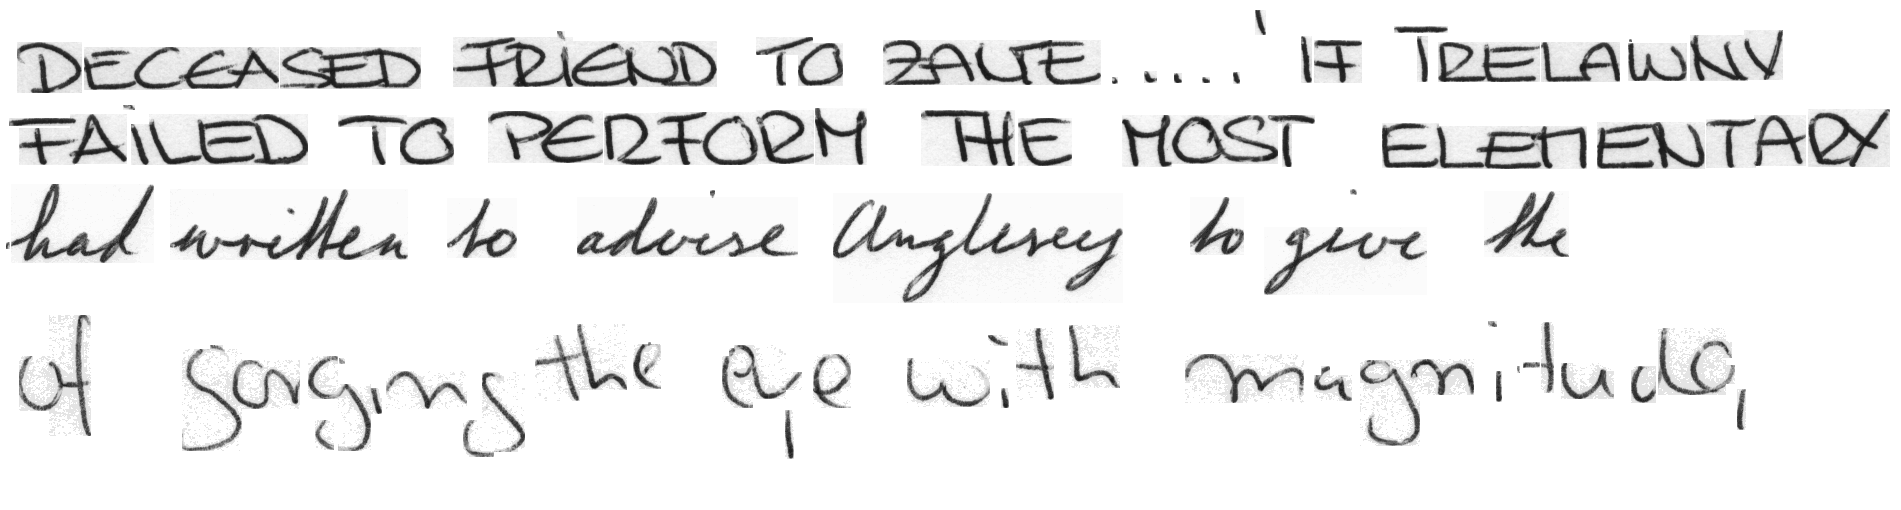 DECEASED FRIEND TO ZANTE.....' IF TRELAWNY
FAILED TO PERFORM THE MOST ELEMENTARY
had written to advise Anglesey to give the
of gorging the eye with magnitude,